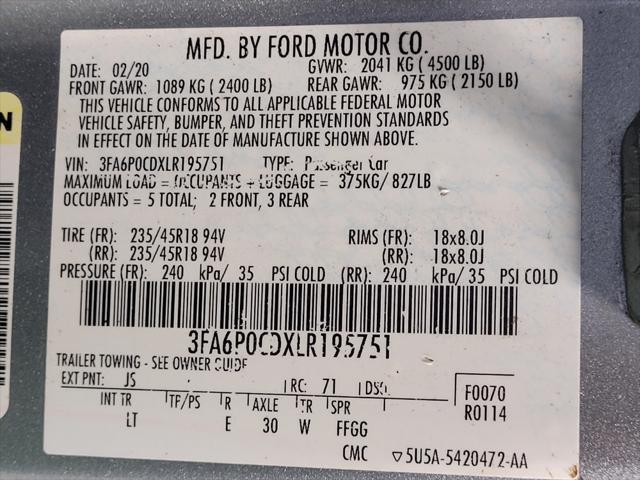 MFD. BY FORD MOTOR CO.
DATE: 02/20 GVWR: 2041 KG ( 4500 LB)
FRONT GAWR: 1089 KG ( 2400 LB) REAR GAWR: 975 KG ( 2150 LB)
THIS VEHICLE CONFORMS TO ALL APPLICABLE FEDERAL MOTOR
VEHICLE SAFETY, BUMPER, AND THEFT PREVENTION STANDARDS
IN EFFECT ON THE DATE OF MANUFACTURE SHOWN ABOVE.
VIN: 3FA6P0CDXLR195751 TYPE: Passenger Car
MAXIMUM LOAD = OCCUPANTS + LUGGAGE = 375KG/ 827LB
OCCUPANTS = 5 TOTAL; 2 FRONT, 3 REAR
TIRE (FR): 235/45R18 94V RIMS (FR): 18x8.0J
(RR): 235/45R18 94V (RR): 18x8.0J
PRESSURE (FR): 240 kPa/ 35 PSI COLD (RR): 240 kPa/ 35 PSI COLD
3FA6P0CDXLR195751
TRAILER TOWING - SEE OWNER GUIDE
EXT PNT: JS RC: 71 DSO: F0070
INT TR TP/PS R AXLE TR SPR R0114
LT E 30 W FFGG
CMC ▽5U5A-5420472-AA
N